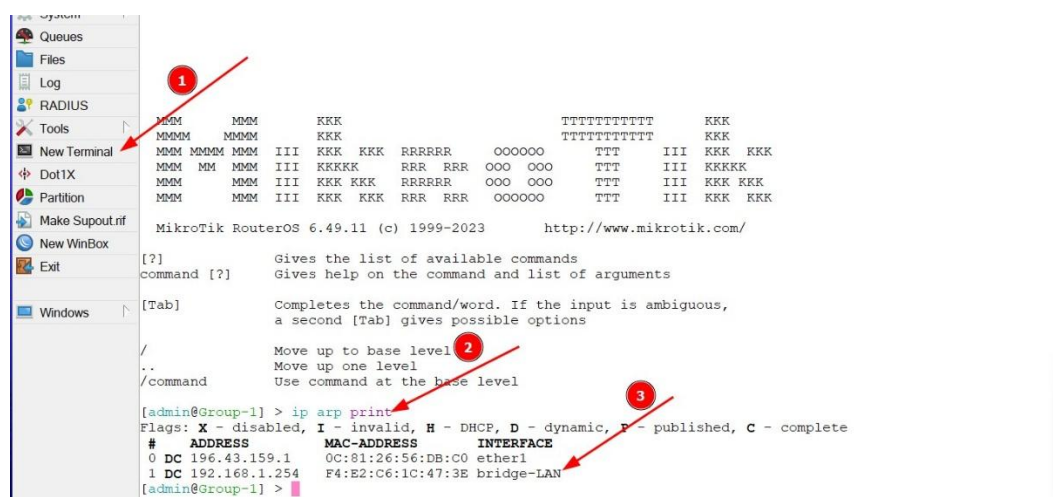 System
Queues
Files
Log
RADIUS
Tools
New Terminal
Dot1X
Partition
Make Supout.rif
New WinBox
Exit
Windows
1
MMM MMM KKK TTTTTTTTTTT KKK
MMMM MMMM KKK TTTTTTTTTTT KKK
MMM MMMM MMM III KKK KKK RRRRRR OOOOOO TTT III KKK KKK
MMM MM MMM III KKKKK RRR RRR OOO OOO TTT III KKKKK
MMM MMM III KKK KKK RRRRRR OOO OOO TTT III KKK KKK
MMM MMM III KKK KKK RRR RRR OOOOOO TTT III KKK KKK
MikroTik RouterOS 6.49.11 (c) 1999-2023 http://www.mikrotik.com/
[?] Gives the list of available commands
command [?] Gives help on the command and list of arguments
[Tab] Completes the command/word. If the input is ambiguous,
a second [Tab] gives possible options
/ Move up to base level
.. Move up one level
/command Use command at the base level
2
3
[admin@Group-1] > ip arp print
Flags: X - disabled, I - invalid, H - DHCP, D - dynamic, P - published, C - complete
# ADDRESS MAC-ADDRESS INTERFACE
0 DC 196.43.159.1 0C:81:26:56:DB:C0 ether1
1 DC 192.168.1.254 F4:E2:C6:1C:47:3E bridge-LAN
[admin@Group-1] >